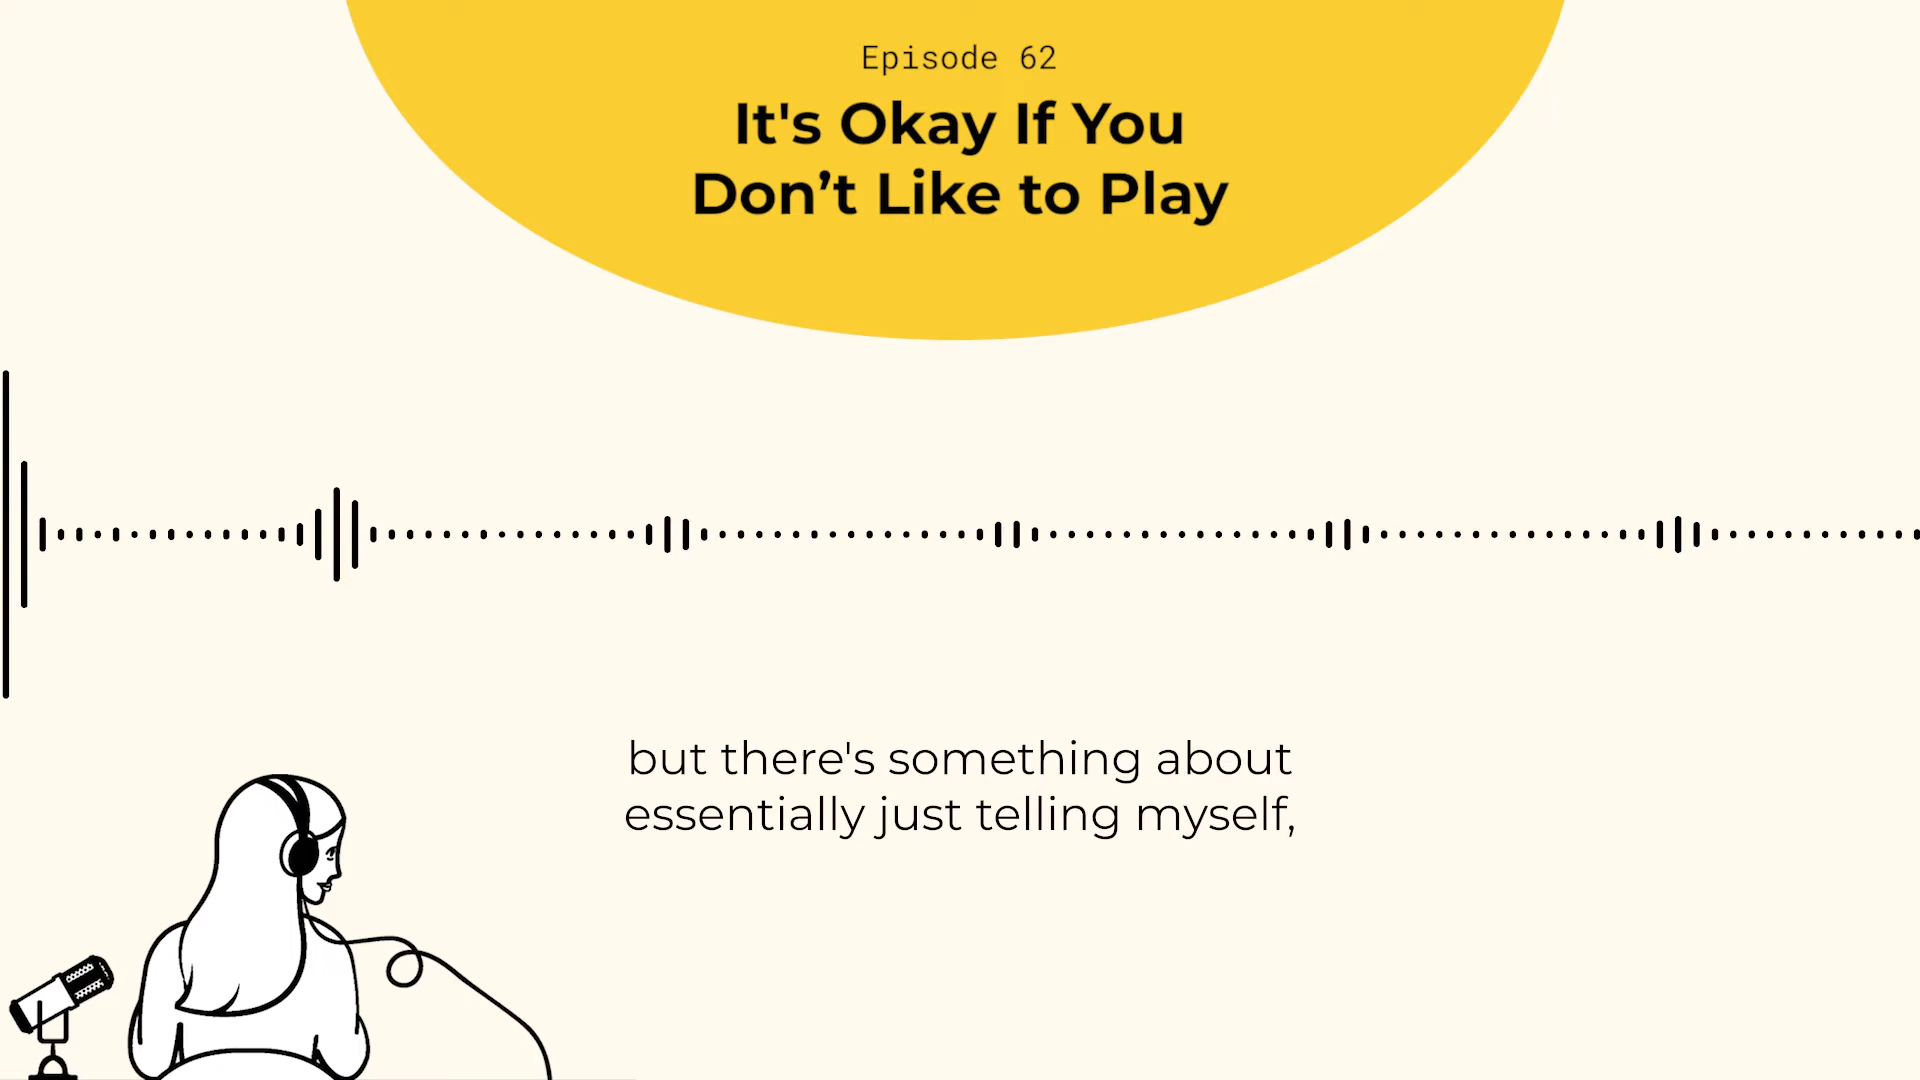 Episode 62
It's Okay If You
Don’t Like to Play
but there's something about
essentially just telling myself,